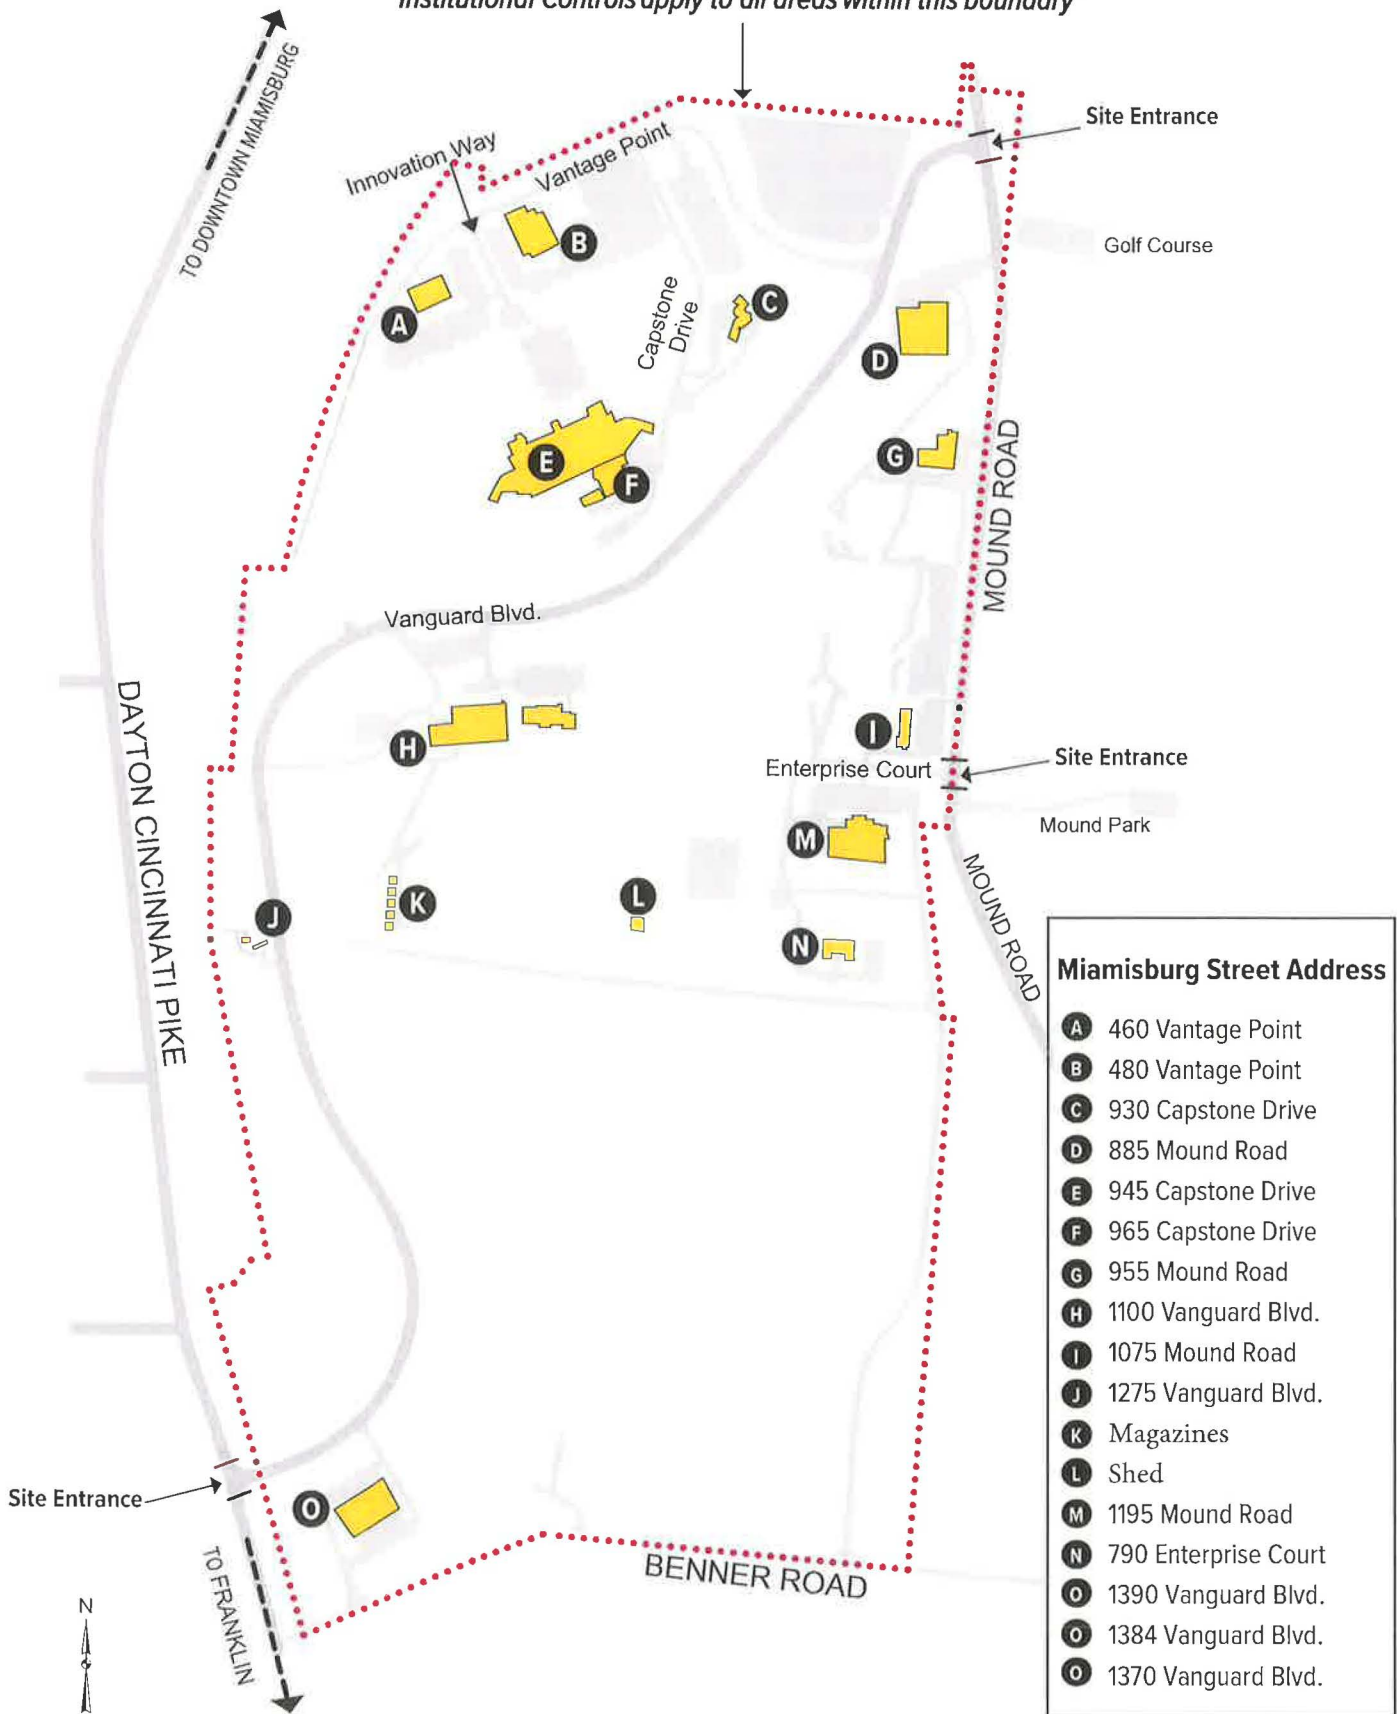 Institutional Controls apply to all areas within this boundary
TO DOWNTOWN MIAMISBURG
Site Entrance
Innovation Way
Vantage Point
Golf Course
B
A
Capstone
Drive
C
D
E
F
G
MOUND ROAD
Vanguard Blvd.
DAYTON CINCINNATI PIKE
H
I
Enterprise Court
Site Entrance
Mound Park
M
MOUND ROAD
J
K
L
N
Miamisburg Street Address
A 460 Vantage Point
B 480 Vantage Point
C 930 Capstone Drive
D 885 Mound Road
E 945 Capstone Drive
F 965 Capstone Drive
G 955 Mound Road
H 1100 Vanguard Blvd.
I 1075 Mound Road
J 1275 Vanguard Blvd.
K Magazines
L Shed
M 1195 Mound Road
N 790 Enterprise Court
O 1390 Vanguard Blvd.
O 1384 Vanguard Blvd.
O 1370 Vanguard Blvd.
Site Entrance
O
TO FRANKLIN
BENNER ROAD
N